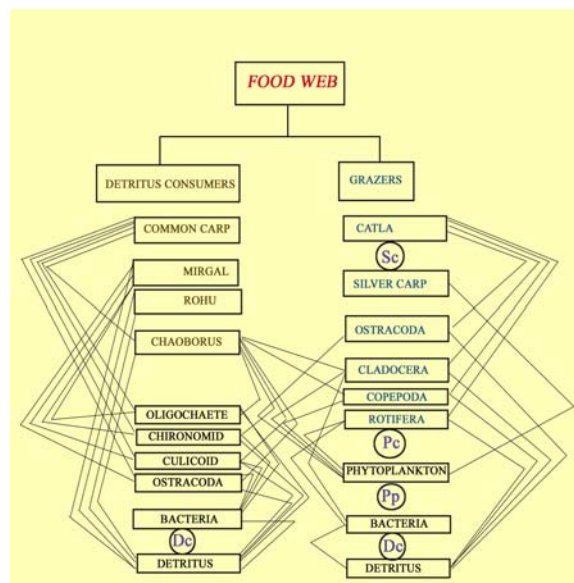 FOOD WEB
DETRITUS CONSUMERS
GRAZERS
COMMON CARP
MIRGAL
ROHU
CHAOBORUS
OLIGOCHAETE
CHIRONOMID
CULICOID
OSTRACODA
BACTERIA
Dc
DETRITUS
CATLA
Sc
SILVER CARP
OSTRACODA
CLADOCERA
COPEPODA
ROTIFERA
Pc
PHYTOPLANKTON
Pp
BACTERIA
Dc
DETRITUS